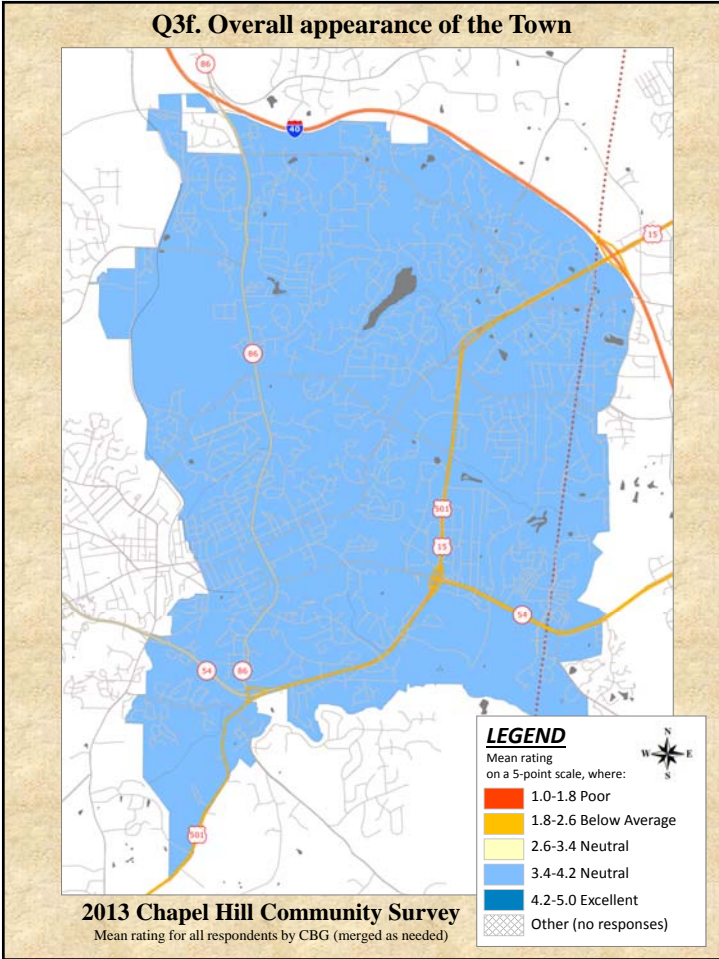 Q3f. Overall appearance of the Town
86
40
15
86
501
15
54
54
86
501
LEGEND
Mean rating
on a 5-point scale, where:
N
W E
S
1.0-1.8 Poor
1.8-2.6 Below Average
2.6-3.4 Neutral
3.4-4.2 Neutral
4.2-5.0 Excellent
Other (no responses)
2013 Chapel Hill Community Survey
Mean rating for all respondents by CBG (merged as needed)